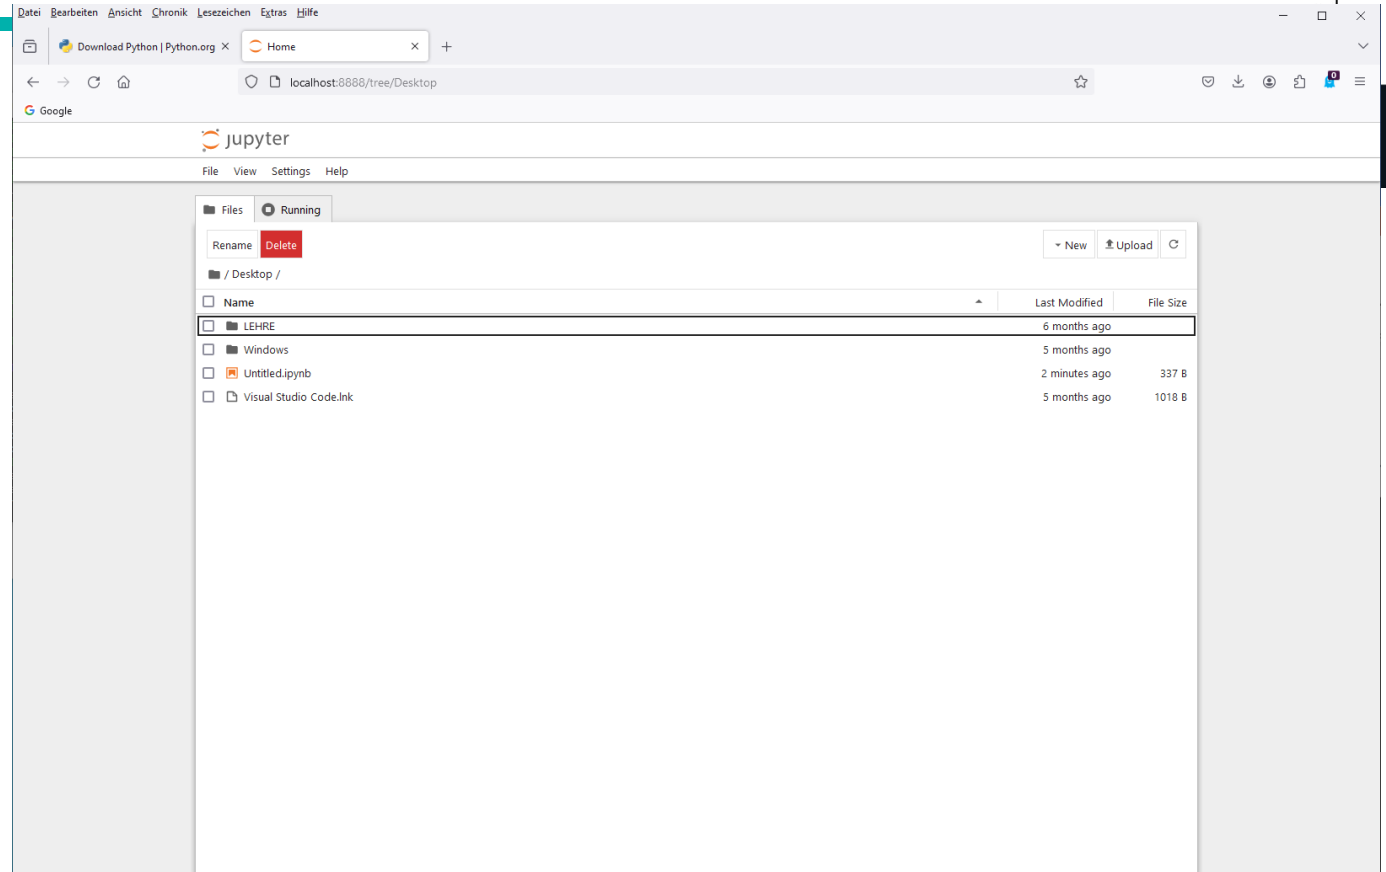 Datei Bearbeiten Ansicht Chronik Lesezeichen Extras Hilfe
Download Python | Python.org Home
localhost:8888/tree/Desktop
0
G Google
jupyter
File View Settings Help
Files Running
Rename Delete New Upload
/ Desktop /
Name Last Modified File Size
LEHRE 6 months ago
Windows 5 months ago
Untitled.ipynb 2 minutes ago 337 B
Visual Studio Code.lnk 5 months ago 1018 B